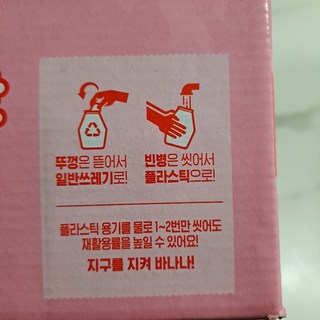 뚜껑은 뜯어서
일반쓰레기로!
빈병은 씻어서
플라스틱으로!
플라스틱 용기를 물로 1~2번만 씻어도
재활용률을 높일 수 있어요!
지구를 지켜 바나나!